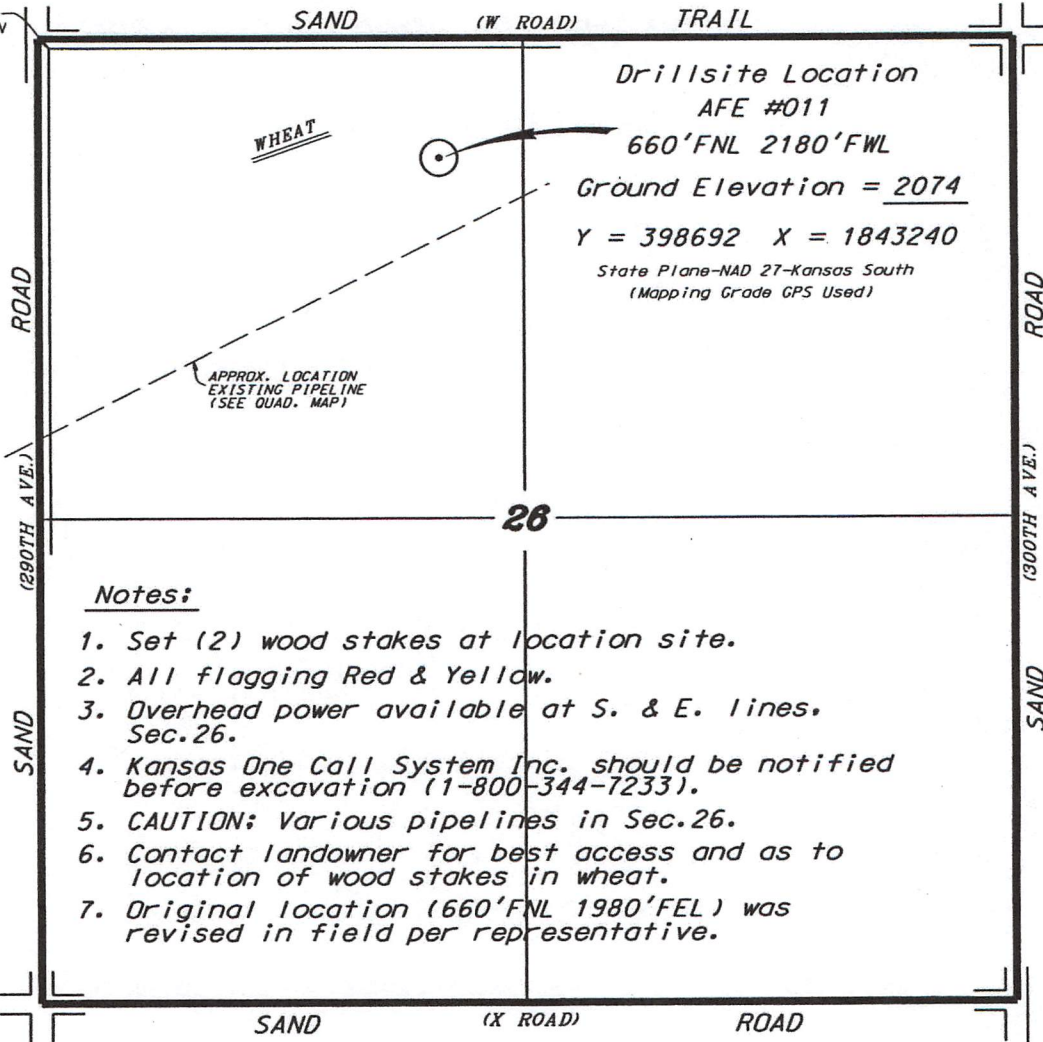 SAND (W ROAD) TRAIL
Drillsite Location
AFE #011
660'FNL 2180'FWL
Ground Elevation = 2074
Y = 398692 X = 1843240
State Plane-NAD 27-Kansas South
(Mapping Grade GPS Used)
WHEAT
APPROX. LOCATION
EXISTING PIPELINE
(SEE QUAD. MAP)
ROAD
(290TH AVE.)
SAND
ROAD
(300TH AVE.)
SAND
26
Notes:
1. Set (2) wood stakes at location site.
2. All flagging Red & Yellow.
3. Overhead power available at S. & E. lines.
Sec.26.
4. Kansas One Call System Inc. should be notified
before excavation (1-800-344-7233).
5. CAUTION: Various pipelines in Sec.26.
6. Contact landowner for best access and as to
location of wood stakes in wheat.
7. Original location (660'FNL 1980'FEL) was
revised in field per representative.
SAND (X ROAD) ROAD